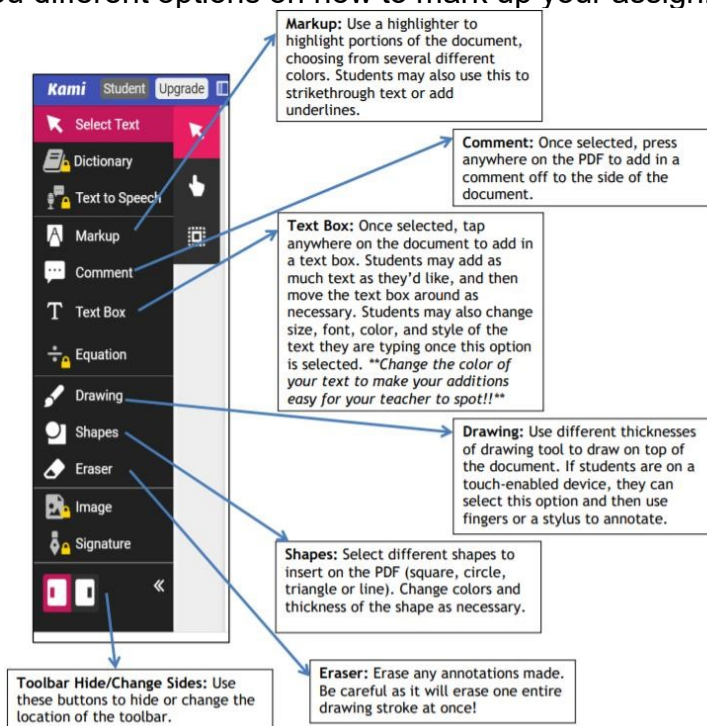 ou different options on how to mark up your assign
Markup: Use a highlighter to
highlight portions of the document,
choosing from several different
colors. Students may also use this to
strikethrough text or add
underlines.
Kami Student Upgrade
Select Text
Dictionary
Text to Speech
Markup
Comment
Text Box
Equation
Drawing
Shapes
Eraser
Image
Signature
Comment: Once selected, press
anywhere on the PDF to add in a
comment off to the side of the
document.
Text Box: Once selected, tap
anywhere on the document to add in
a text box. Students may add as
much text as they'd like, and then
move the text box around as
necessary. Students may also change
size, font, color, and style of the
text they are typing once this option
is selected. **Change the color of
your text to make your additions
easy for your teacher to spot!!**
Drawing: Use different thicknesses
of drawing tool to draw on top of
the document. If students are on a
touch-enabled device, they can
select this option and then use
fingers or a stylus to annotate.
Shapes: Select different shapes to
insert on the PDF (square, circle,
triangle or line). Change colors and
thickness of the shape as necessary.
Eraser: Erase any annotations made.
Be careful as it will erase one entire
drawing stroke at once!
Toolbar Hide/Change Sides: Use
these buttons to hide or change the
location of the toolbar.